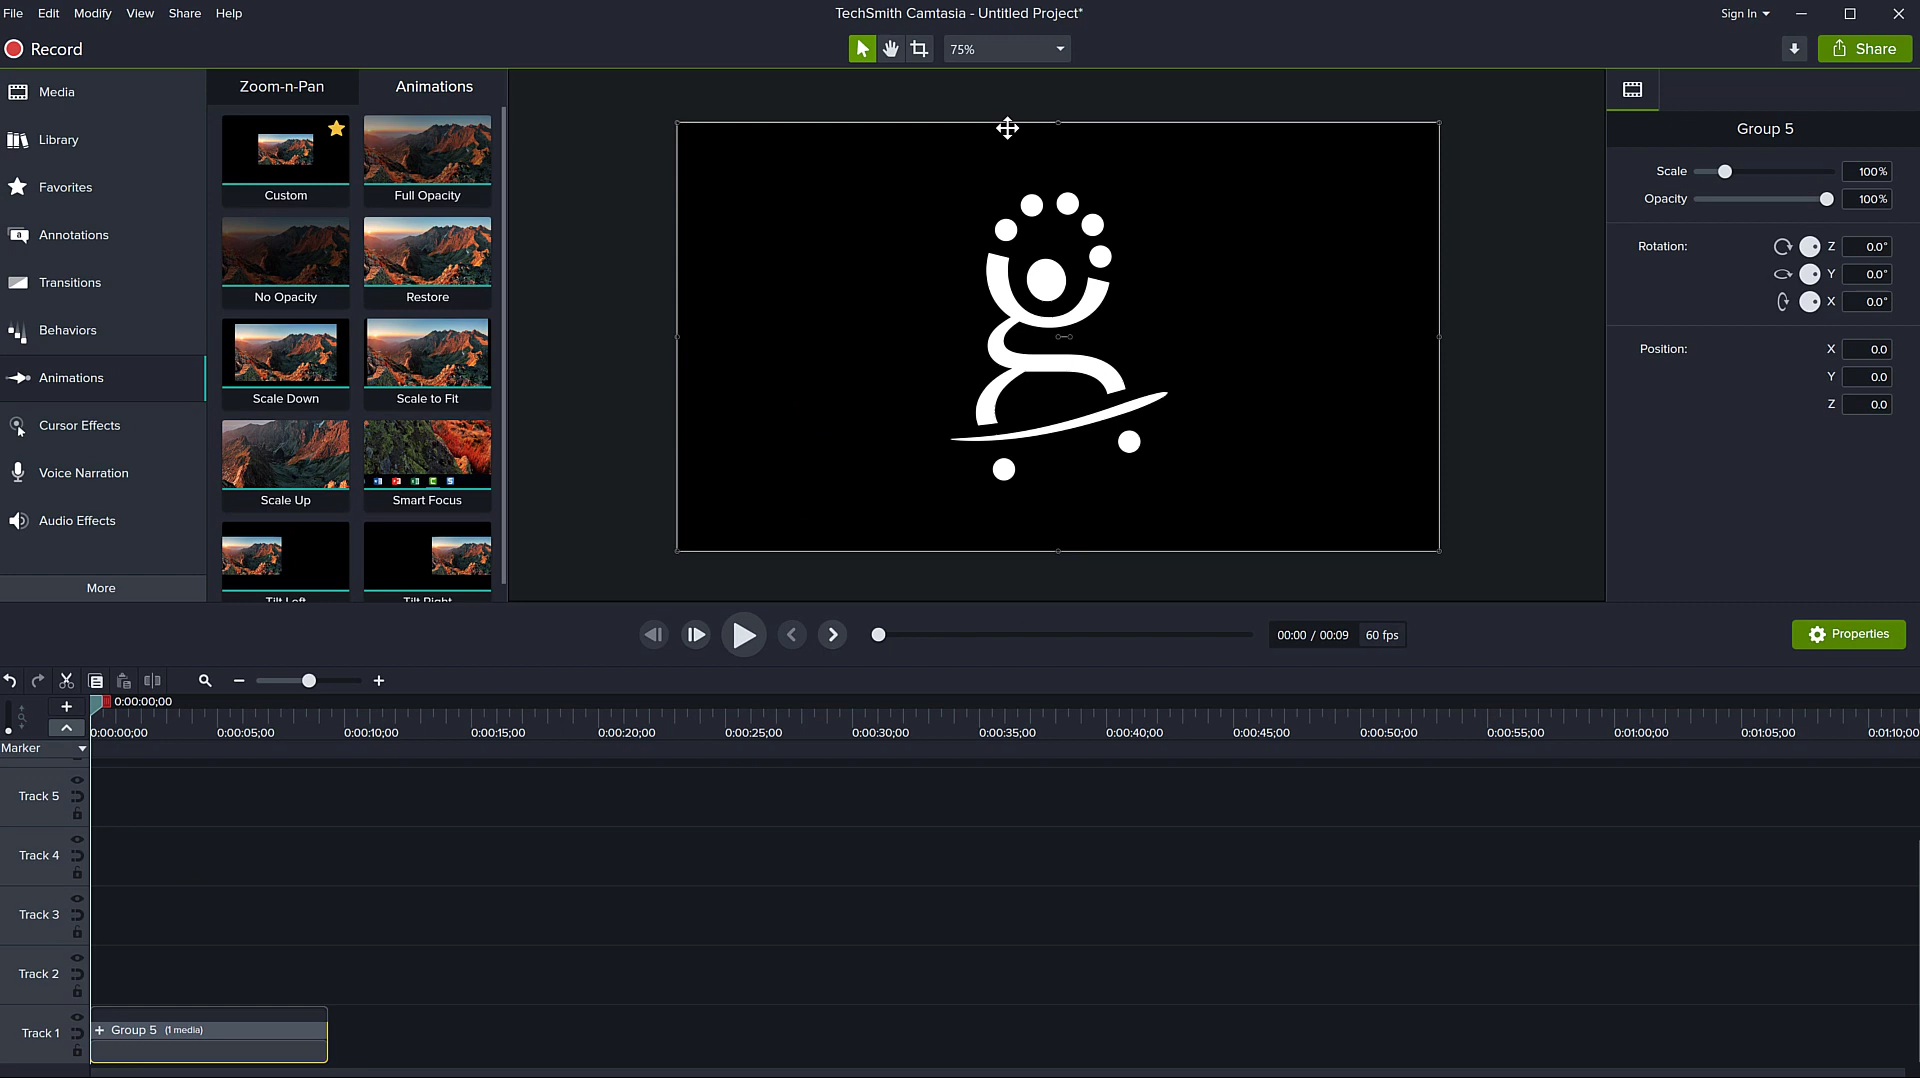 File Edit Modify View Share Help
TechSmith Camtasia - Untitled Project*
Sign In
Record
75%
Share
Media
Library
Favorites
Annotations
Transitions
Behaviors
Animations
Cursor Effects
Voice Narration
Audio Effects
More
Zoom-n-Pan Animations
Custom Full Opacity
No Opacity Restore
Scale Down Scale to Fit
Scale Up Smart Focus
Tilt Left Tilt Right
Group 5
Scale 100%
Opacity 100%
Rotation: Z 0.0°
Y 0.0°
X 0.0°
Position: X 0.0
Y 0.0
Z 0.0
00:00 / 00:09 60 fps
Properties
0:00:00;00
0:00:00;00 0:00:05;00 0:00:10;00 0:00:15;00 0:00:20;00 0:00:25;00 0:00:30;00 0:00:35;00 0:00:40;00 0:00:45;00 0:00:50;00 0:00:55;00 0:01:00;00 0:01:05;00 0:01:10;00
Marker
Track 5
Track 4
Track 3
Track 2
Track 1
+ Group 5 (1 media)